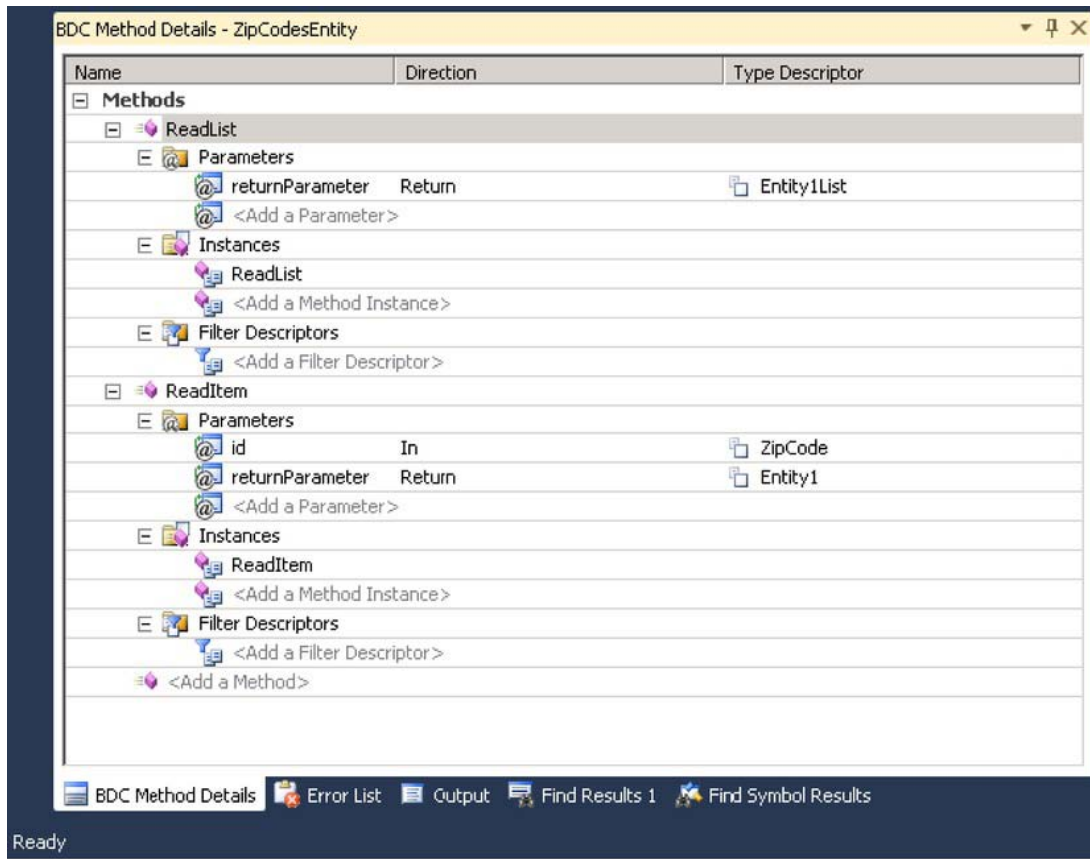 BDC Method Details - ZipCodesEntity
Name Direction Type Descriptor
Methods
ReadList
Parameters
returnParameter Return Entity1List
<Add a Parameter>
Instances
ReadList
<Add a Method Instance>
Filter Descriptors
<Add a Filter Descriptor>
ReadItem
Parameters
id In ZipCode
returnParameter Return Entity1
<Add a Parameter>
Instances
ReadItem
<Add a Method Instance>
Filter Descriptors
<Add a Filter Descriptor>
<Add a Method>
BDC Method Details Error List Output Find Results 1 Find Symbol Results
Ready